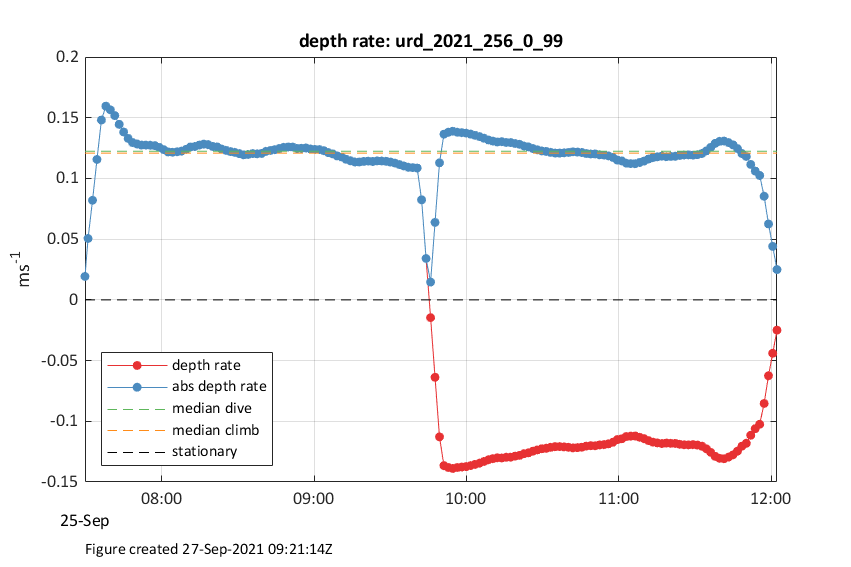 depth rate: urd_2021_256_0_99
0.2
0.15
0.1
0.05
0
-0.05
-0.1
-0.15
ms-1
depth rate
abs depth rate
median dive
median climb
stationary
08:00 09:00 10:00 11:00 12:00
25-Sep
Figure created 27-Sep-2021 09:21:14Z